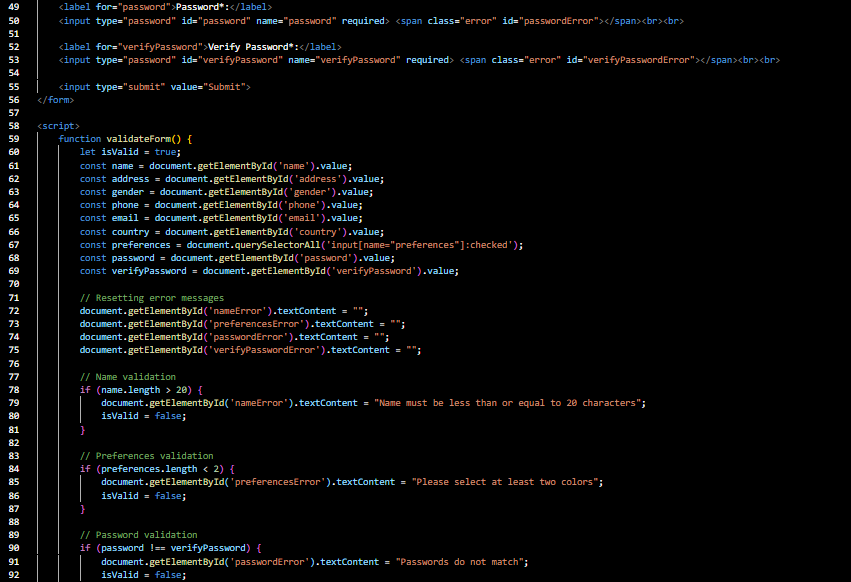 49 <label for="password">Password*:</label>
50 <input type="password" id="password" name="password" required> <span class="error" id="passwordError"></span><br><br>
51
52 <label for="verifyPassword">Verify Password*:</label>
53 <input type="password" id="verifyPassword" name="verifyPassword" required> <span class="error" id="verifyPasswordError"></span><br><br>
54
55 <input type="submit" value="Submit">
56 </form>
57
58 <script>
59 function validateForm() {
60 let isValid = true;
61 const name = document.getElementById('name').value;
62 const address = document.getElementById('address').value;
63 const gender = document.getElementById('gender').value;
64 const phone = document.getElementById('phone').value;
65 const email = document.getElementById('email').value;
66 const country = document.getElementById('country').value;
67 const preferences = document.querySelectorAll('input[name="preferences"]:checked');
68 const password = document.getElementById('password').value;
69 const verifyPassword = document.getElementById('verifyPassword').value;
70
71 // Resetting error messages
72 document.getElementById('nameError').textContent = "";
73 document.getElementById('preferencesError').textContent = "";
74 document.getElementById('passwordError').textContent = "";
75 document.getElementById('verifyPasswordError').textContent = "";
76
77 // Name validation
78 if (name.length > 20) {
79 document.getElementById('nameError').textContent = "Name must be less than or equal to 20 characters";
80 isValid = false;
81 }
82
83 // Preferences validation
84 if (preferences.length < 2) {
85 document.getElementById('preferencesError').textContent = "Please select at least two colors";
86 isValid = false;
87 }
88
89 // Password validation
90 if (password !== verifyPassword) {
91 document.getElementById('passwordError').textContent = "Passwords do not match";
92 isValid = false;